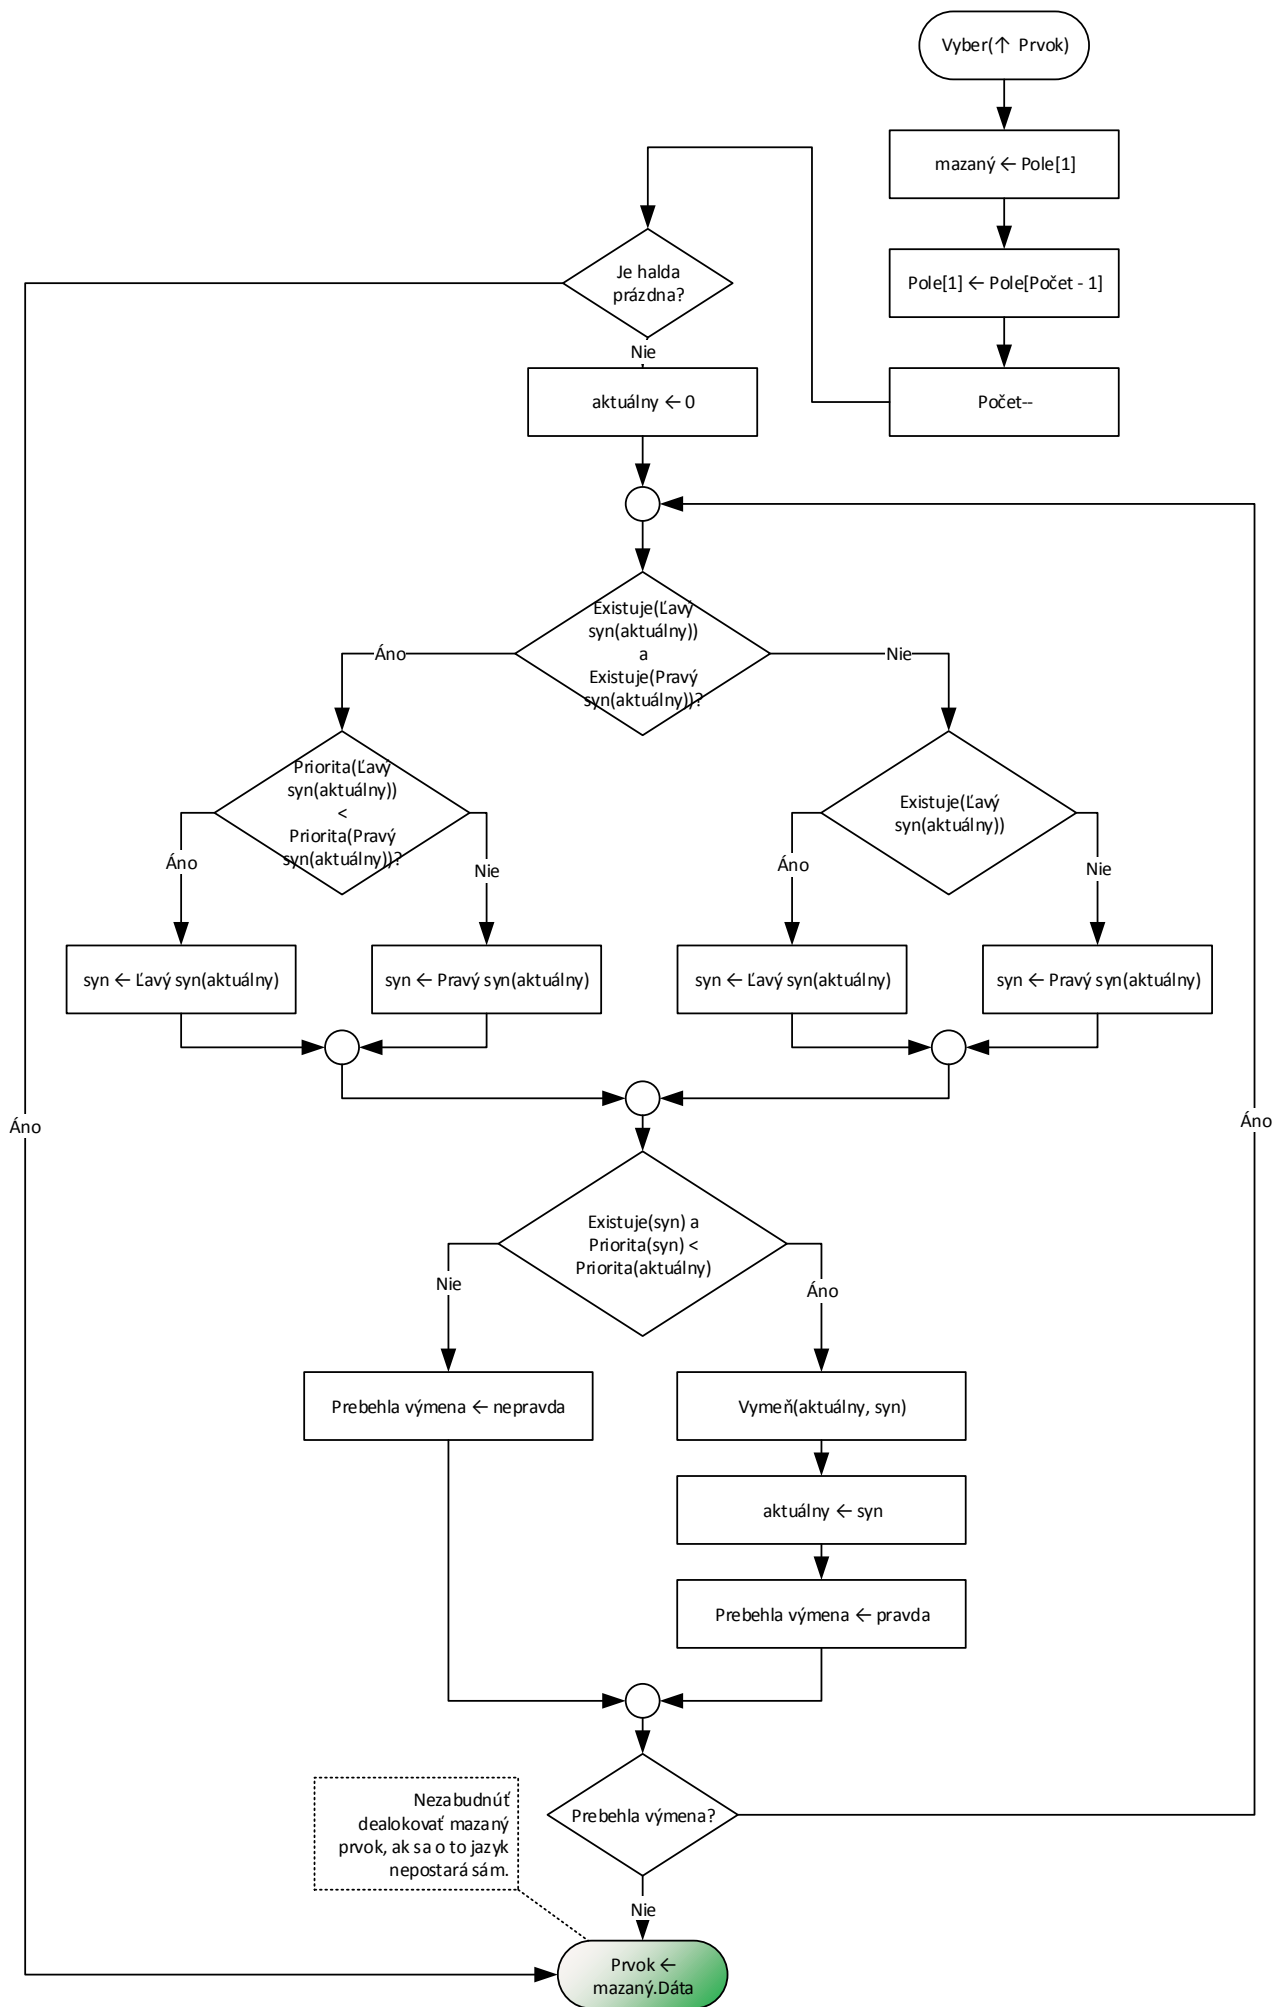 Vyber(↑ Prvok)
mazaný ← Pole[1]
Pole[1] ← Pole[Počet - 1]
Počet--
Je halda
prázdna?
Nie
aktuálny ← 0
Existuje(Ľavý
syn(aktuálny))
a
Existuje(Pravý
syn(aktuálny))?
Áno
Nie
Priorita(Ľavý
syn(aktuálny))
<
Priorita(Pravý
syn(aktuálny))?
Existuje(Ľavý
syn(aktuálny))
Áno
Nie
Áno
Nie
syn ← Ľavý syn(aktuálny)
syn ← Pravý syn(aktuálny)
syn ← Ľavý syn(aktuálny)
syn ← Pravý syn(aktuálny)
Áno
Áno
Existuje(syn) a
Priorita(syn) <
Priorita(aktuálny)
Nie
Áno
Prebehla výmena ← nepravda
Vymeň(aktuálny, syn)
aktuálny ← syn
Prebehla výmena ← pravda
Prebehla výmena?
Nezabudnúť
dealokovať mazaný
prvok, ak sa o to jazyk
nepostará sám.
Nie
Prvok ←
mazaný.Dáta